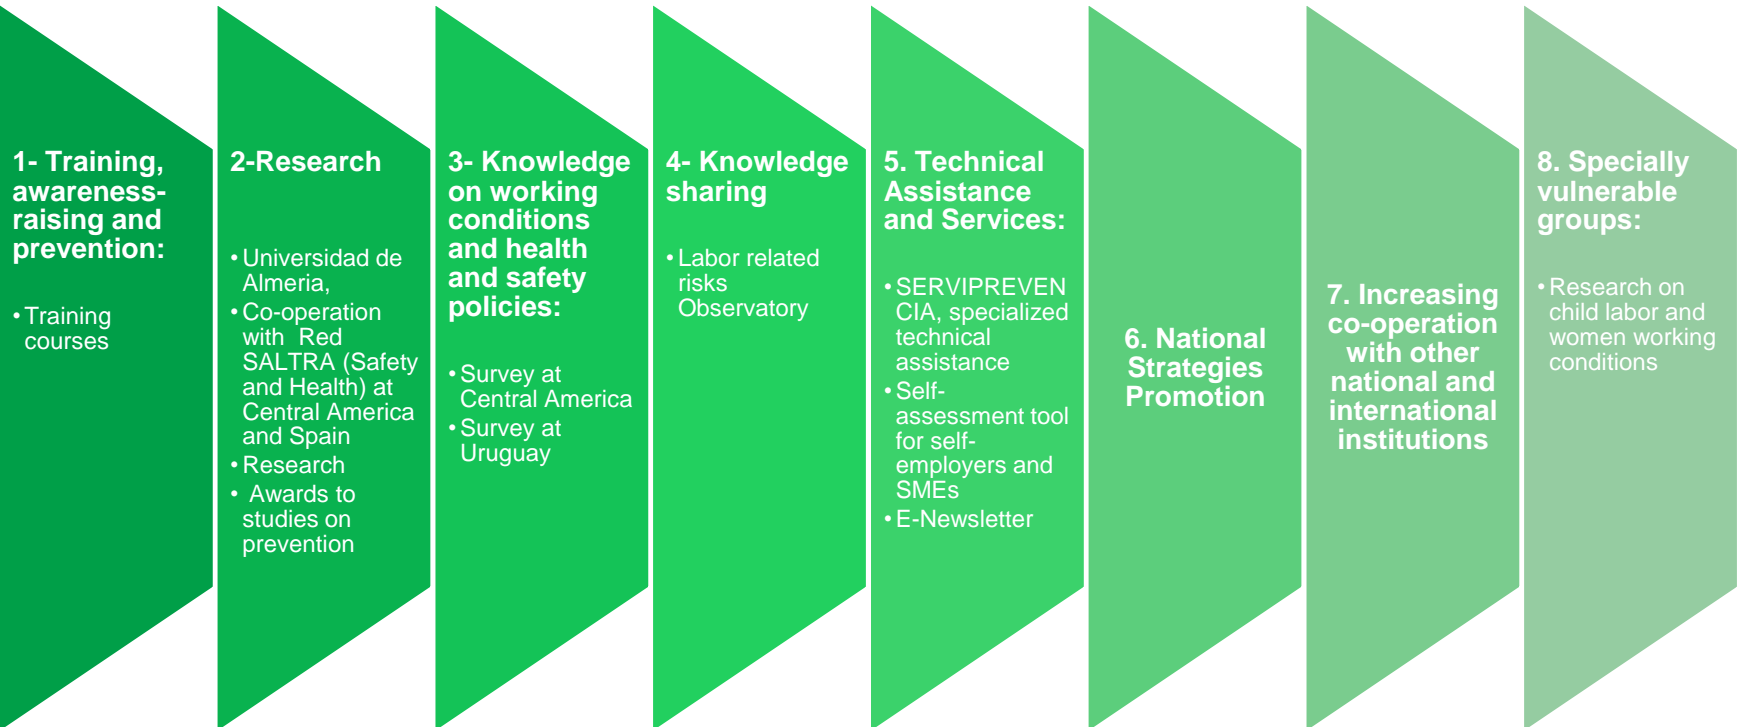 1- Training,
awareness-
raising and
prevention:
• Training
courses
2-Research
• Universidad de
Almeria,
• Co-operation
with Red
SALTRA (Safety
and Health) at
Central America
and Spain
• Research
• Awards to
studies on
prevention
3- Knowledge
on working
conditions
and health
and safety
policies:
• Survey at
Central America
• Survey at
Uruguay
4- Knowledge
sharing
• Labor related
risks
Observatory
5. Technical
Assistance
and Services:
• SERVIPREVEN
CIA, specialized
technical
assistance
• Self-
assessment tool
for self-
employers and
SMEs
• E-Newsletter
6. National
Strategies
Promotion
7. Increasing
co-operation
with other
national and
international
institutions
8. Specially
vulnerable
groups:
• Research on
child labor and
women working
conditions